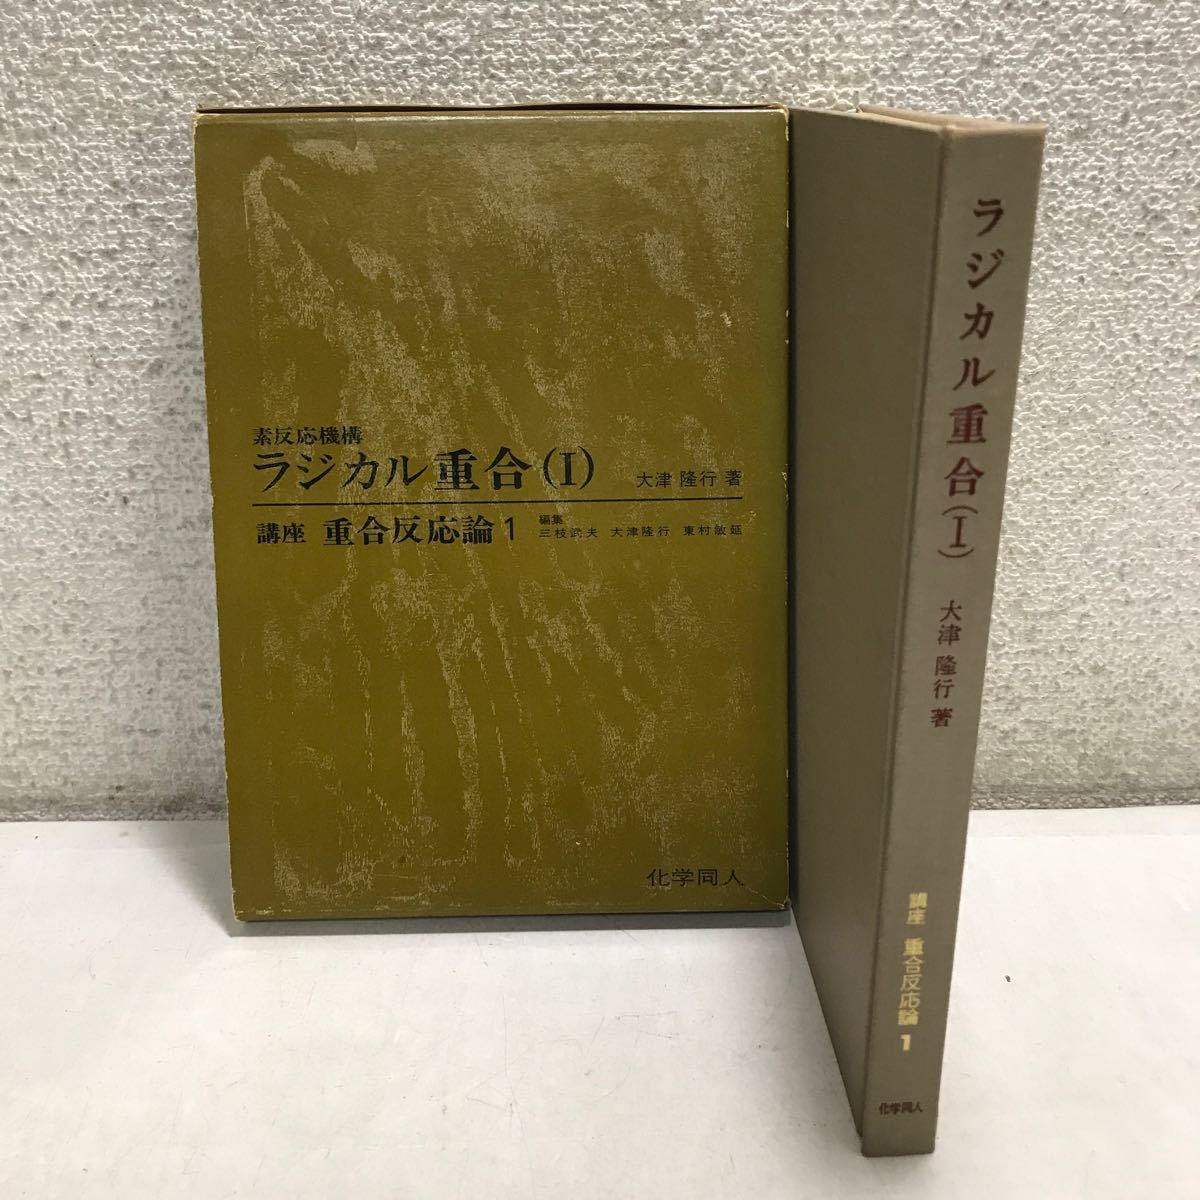 素反応機構
ラジカル重合(I) 大津 隆行 著
講座 重合反応論1 編集 三枝武夫 大津隆行 東村敏延
化学同人
ラジカル重合(I) 大津 隆行 著
講座 重合反応論 1
化学同人